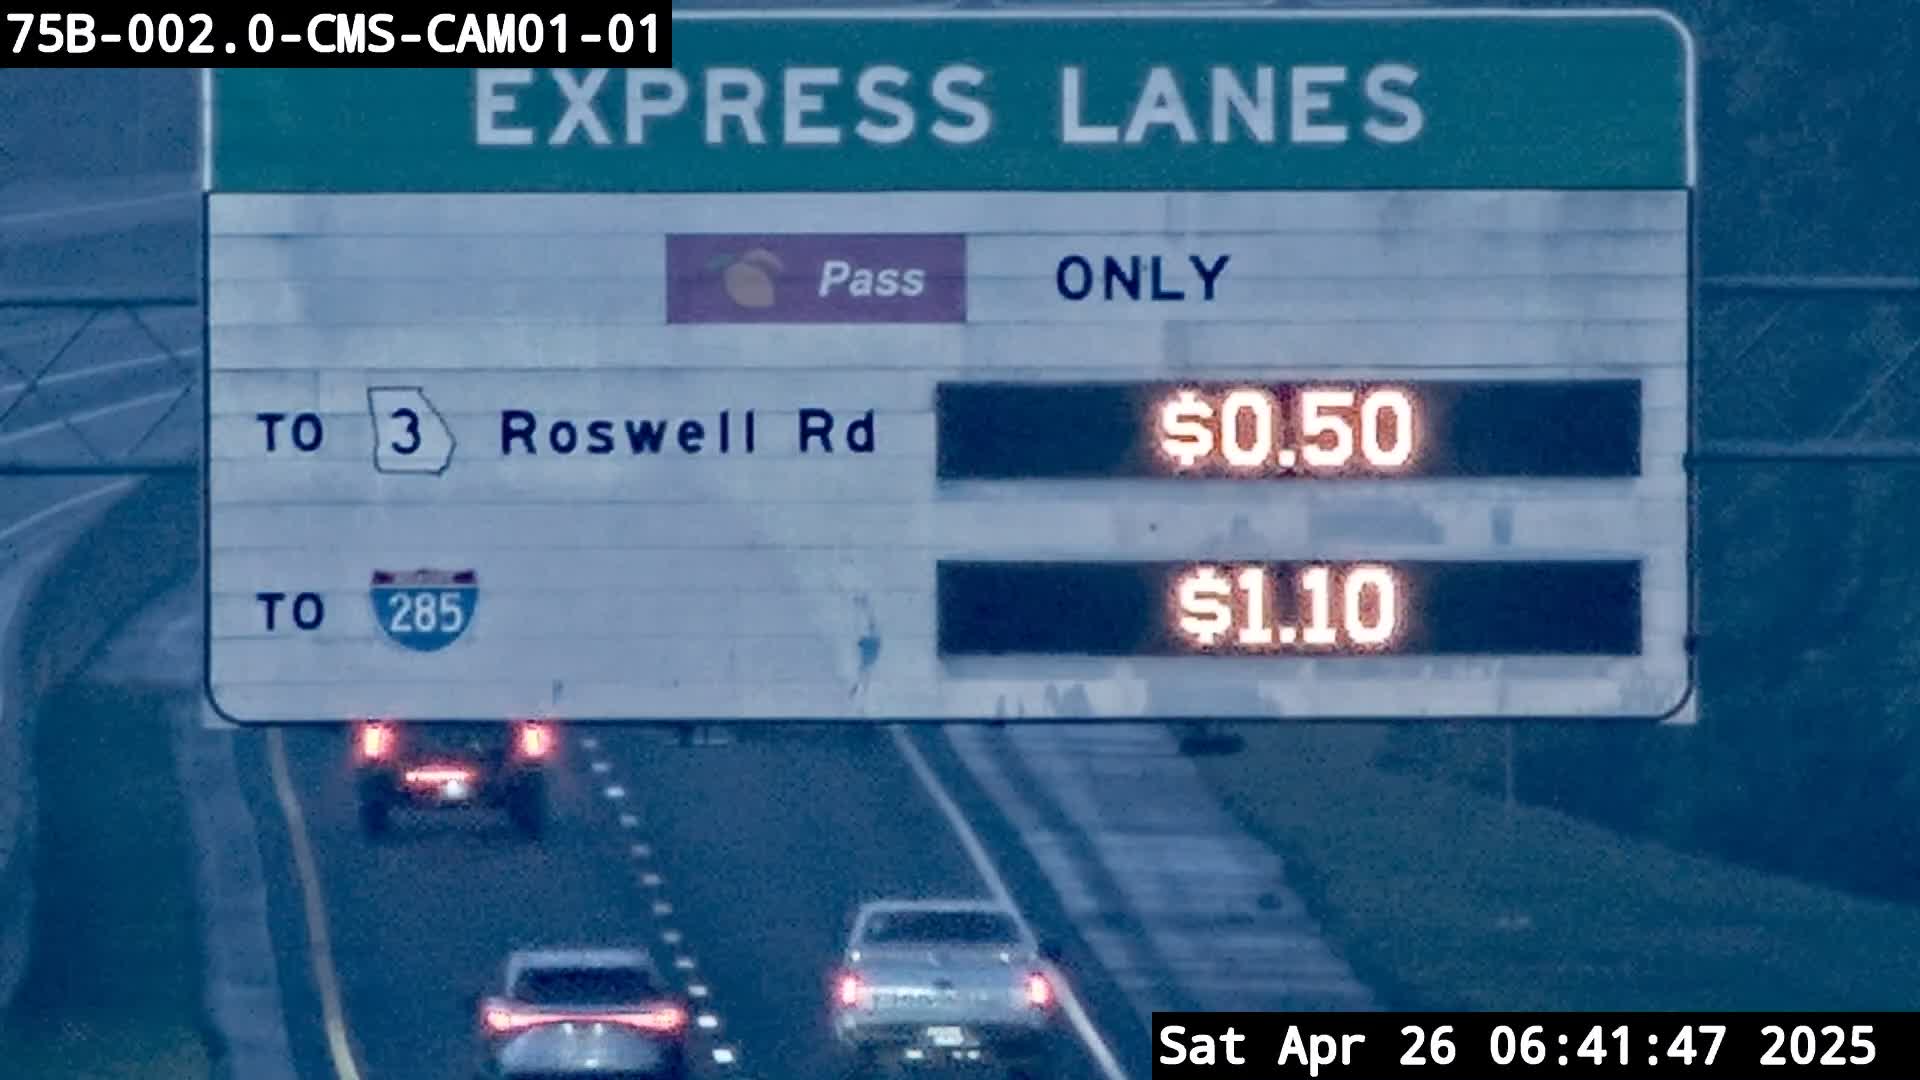 75B-002.0-CMS-CAM01-01
EXPRESS LANES
Pass ONLY
TO 3 Roswell Rd $0.50
TO 285 $1.10
Sat Apr 26 06:41:47 2025